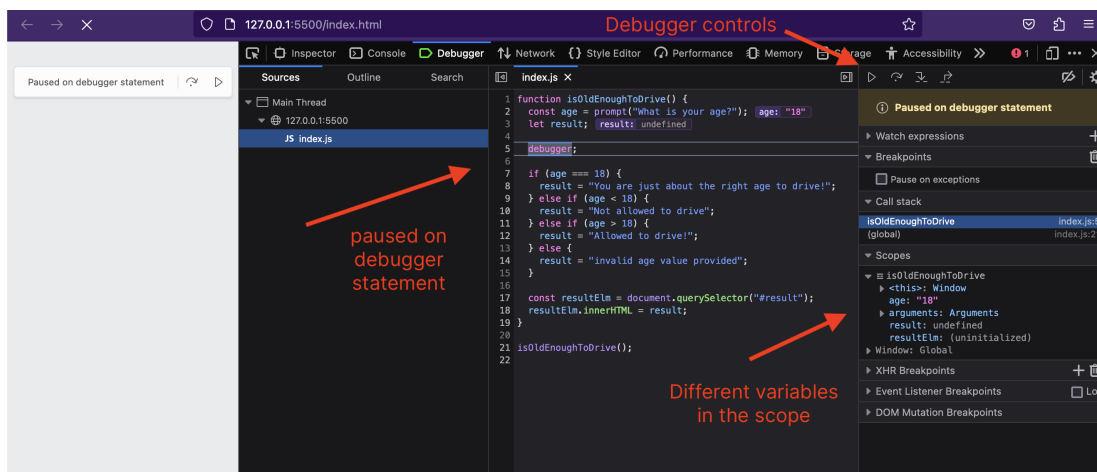 127.0.0.1:5500/index.html
Debugger controls
Inspector Console Debugger Network {} Style Editor Performance Memory Storage Accessibility 1
Paused on debugger statement
Sources Outline Search
index.js
Main Thread
127.0.0.1:5500
JS index.js
1 function isOldEnoughToDrive() {
2 const age = prompt("What is your age?"); age: "18"
3 let result; result: undefined
4
5 debugger;
6
7 if (age === 18) {
8 result = "You are just about the right age to drive!";
9 } else if (age < 18) {
10 result = "Not allowed to drive";
11 } else if (age > 18) {
12 result = "Allowed to drive!";
13 } else {
14 result = "invalid age value provided";
15 }
16
17 const resultElm = document.querySelector("#result");
18 resultElm.innerHTML = result;
19 }
20
21 isOldEnoughToDrive();
22
paused on
debugger
statement
Different variables
in the scope
Paused on debugger statement
Watch expressions
Breakpoints
Pause on exceptions
Call stack
isOldEnoughToDrive index.js:5
(global) index.js:2
Scopes
isOldEnoughToDrive
<this>: Window
age: "18"
arguments: Arguments
result: undefined
resultElm: (uninitialized)
Window: Global
XHR Breakpoints
Event Listener Breakpoints Lo
DOM Mutation Breakpoints